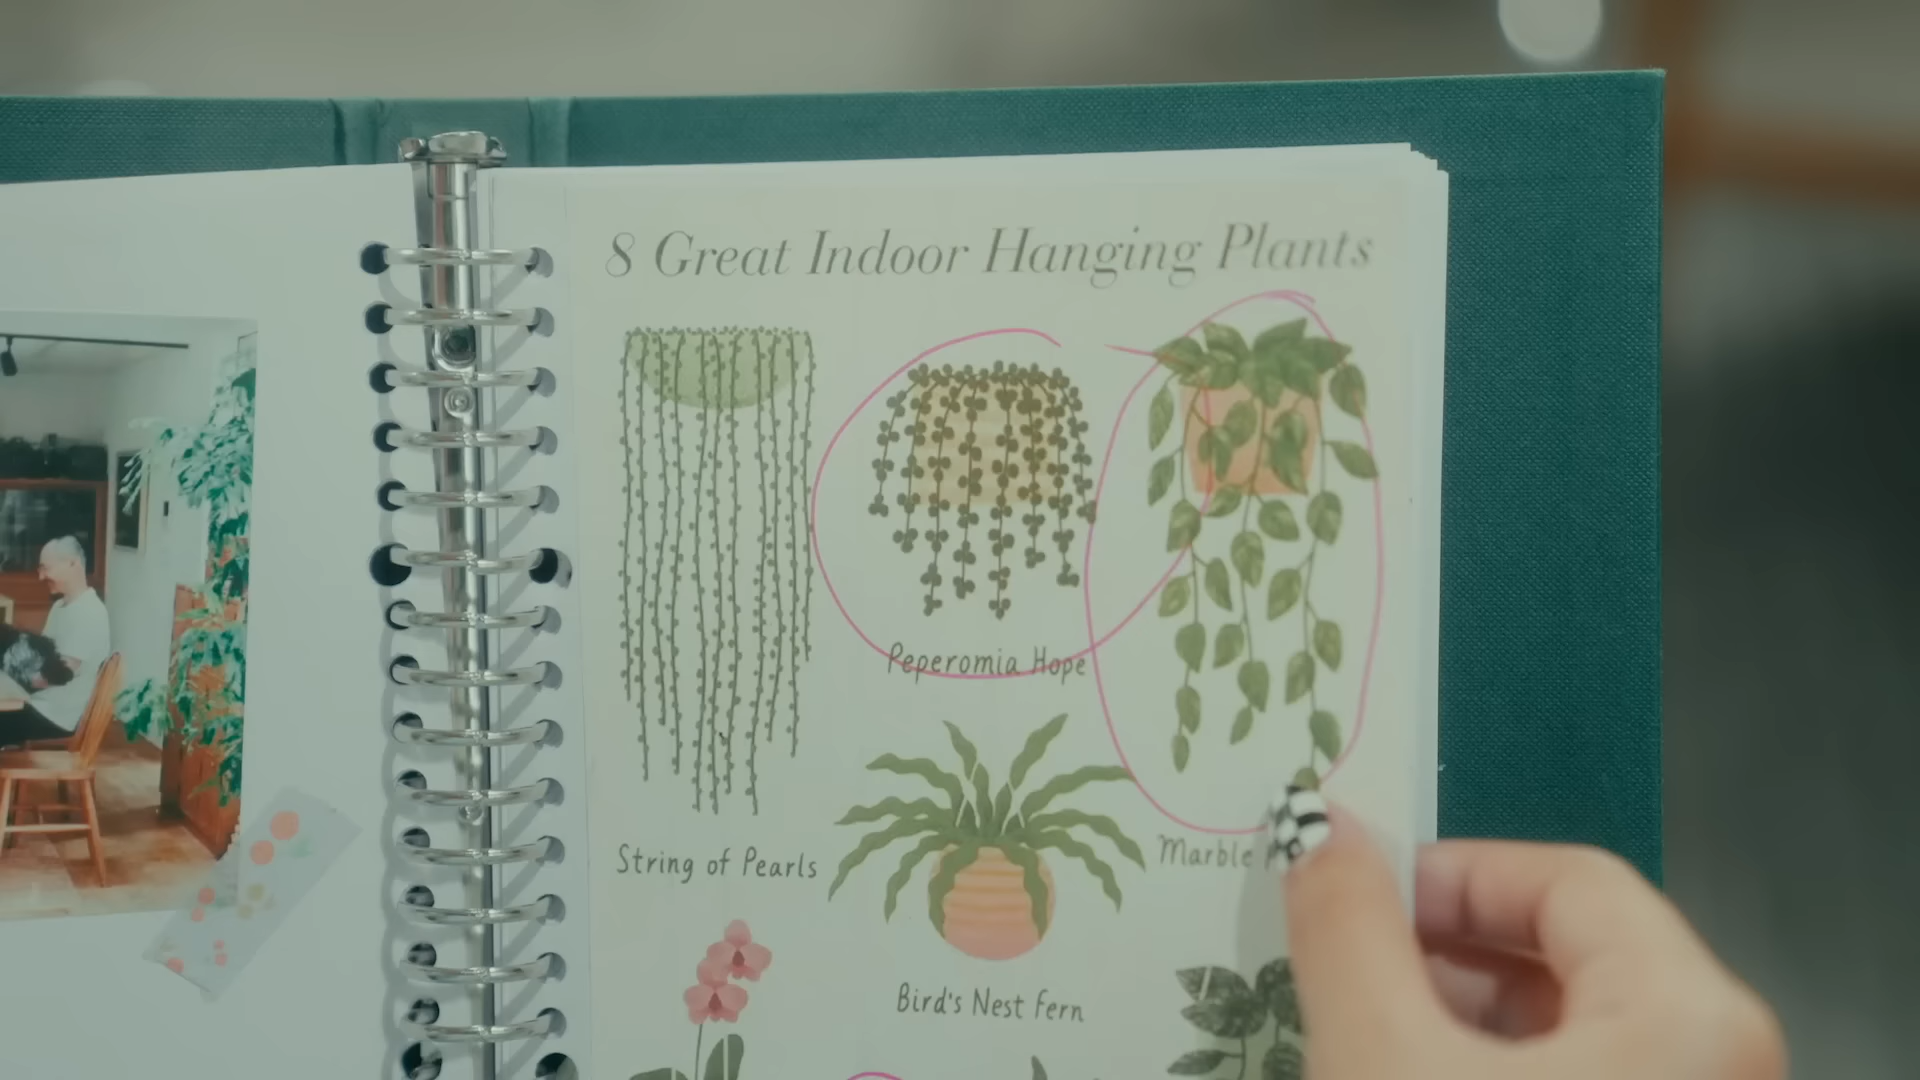 8 Great Indoor Hanging Plants
Peperomia Hope
String of Pearls
Marble
Bird's Nest Fern